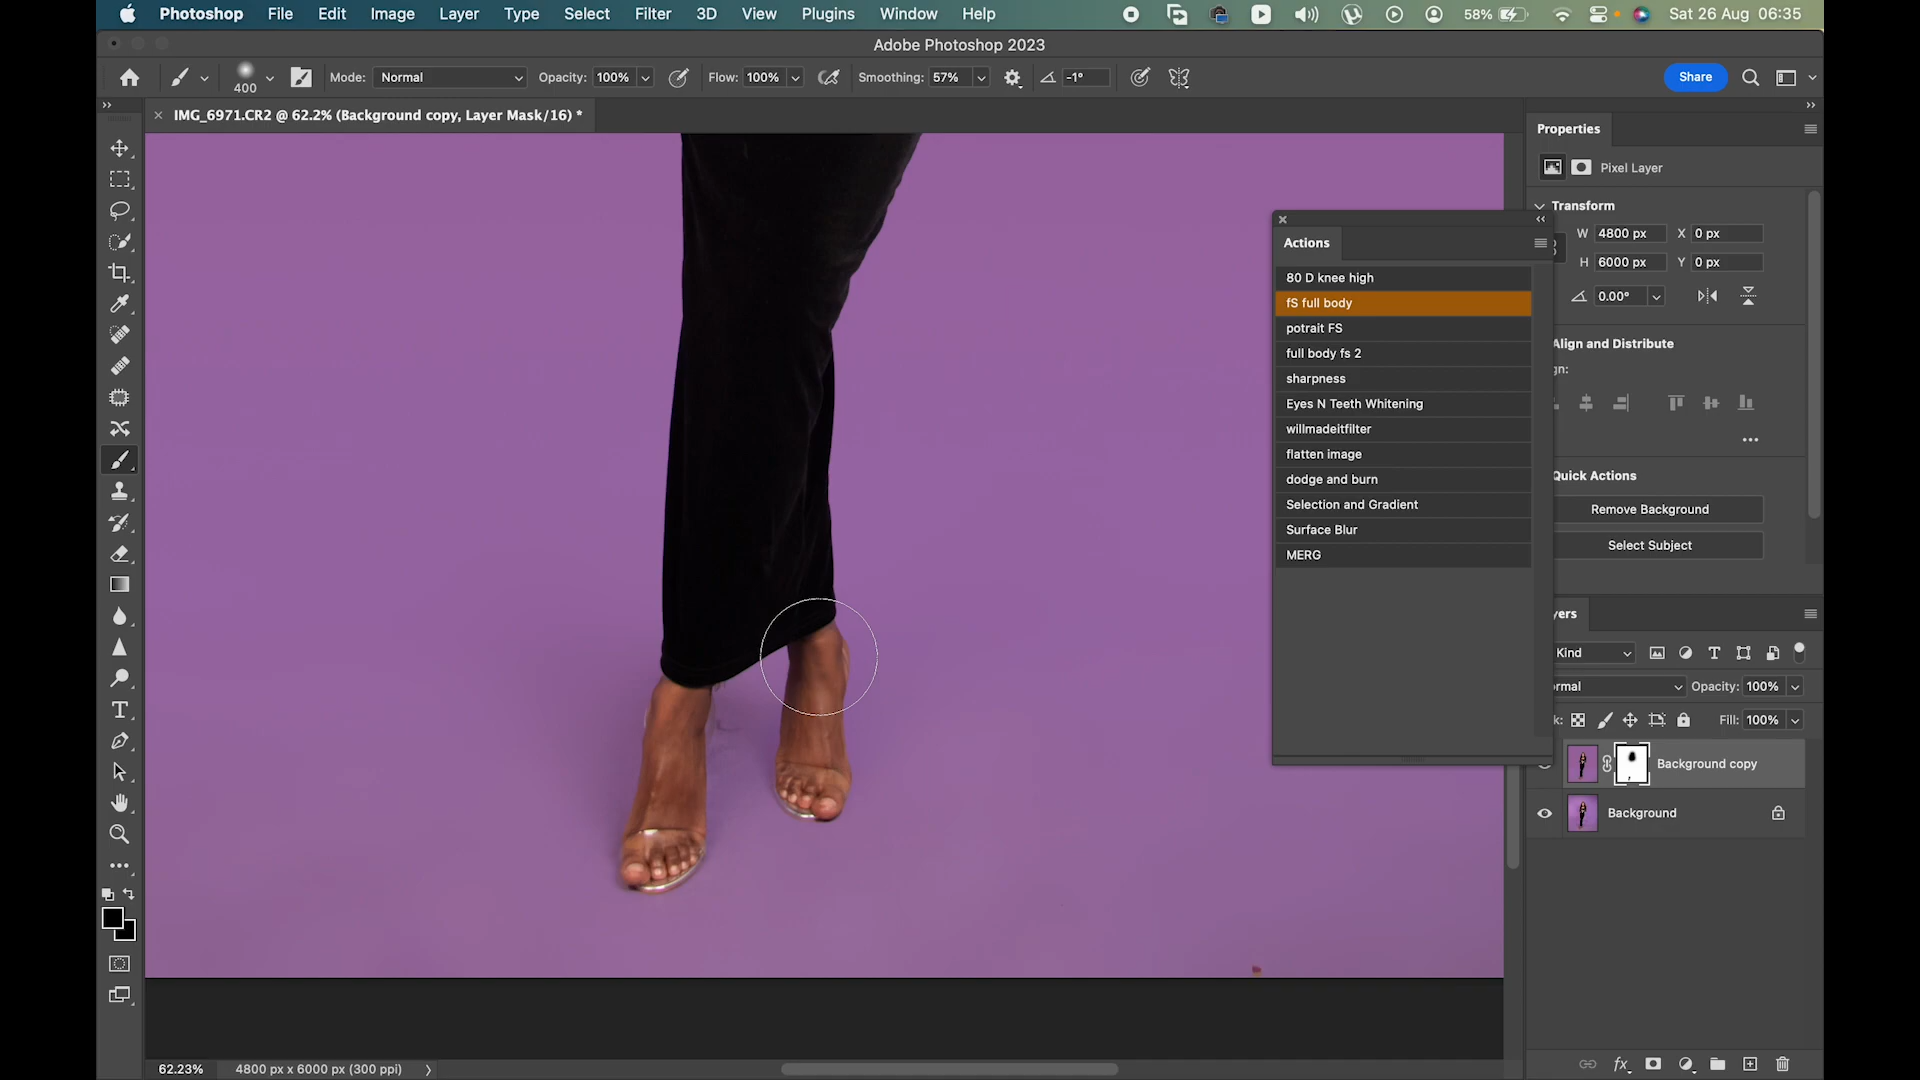 Photoshop File Edit Image Layer Type Select Filter 3D View Plugins Window Help 58% Sat 26 Aug 06:35
Adobe Photoshop 2023
400 Mode: Normal Opacity: 100% Flow: 100% Smoothing: 57% -1° Share
IMG_6971.CR2 @ 62.2% (Background copy, Layer Mask/16) *
Properties
Pixel Layer
Transform
W 4800 px X 0 px
H 6000 px Y 0 px
0.00°
Align and Distribute
gn:
Quick Actions
Remove Background
Select Subject
Actions
80 D knee high
fS full body
potrait FS
full body fs 2
sharpness
Eyes N Teeth Whitening
willmadeitfilter
flatten image
dodge and burn
Selection and Gradient
Surface Blur
MERG
yers
Kind
rmal Opacity: 100%
k: Fill: 100%
Background copy
Background
62.23% 4800 px x 6000 px (300 ppi)